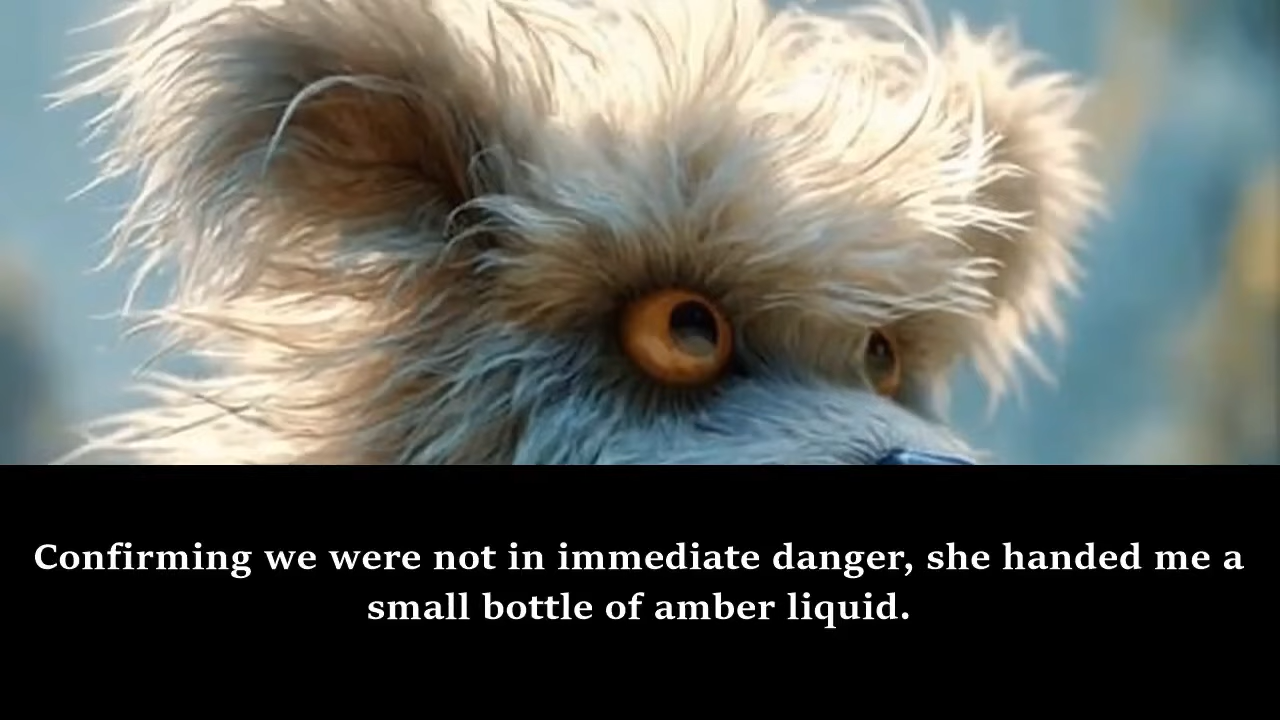 Confirming we were not in immediate danger, she handed me a
small bottle of amber liquid.